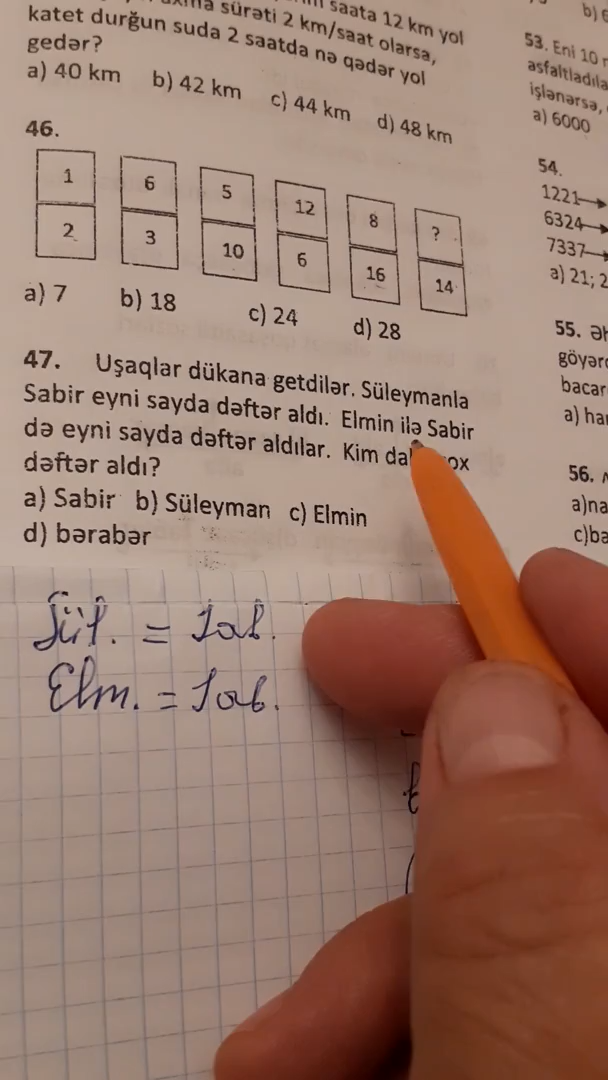 saata 12 km yol
sürəti 2 km/saat olarsa,
katet durğun suda 2 saatda nə qədər yol
gedər?
a) 40 km b) 42 km c) 44 km d) 48 km
46.
1 6 5 12 8 ?
2 3 10 6 16 14
a) 7 b) 18 c) 24 d) 28
47. Uşaqlar dükana getdilər. Süleymanla
Sabir eyni sayda dəftər aldı. Elmin ilə Sabir
də eyni sayda dəftər aldılar. Kim
dəftər aldı?
a) Sabir b) Süleyman c) Elmin
d) bərabər
Sül. = Sab.
Elm. = Sab.
b) 6
53. Eni 10
asfaltladıla
işlənərsə,
a) 6000
54.
1221→
6324→
7337→
a) 21; 2
55.
göyər
bacar
a) ha
56.
a)na
c)ba